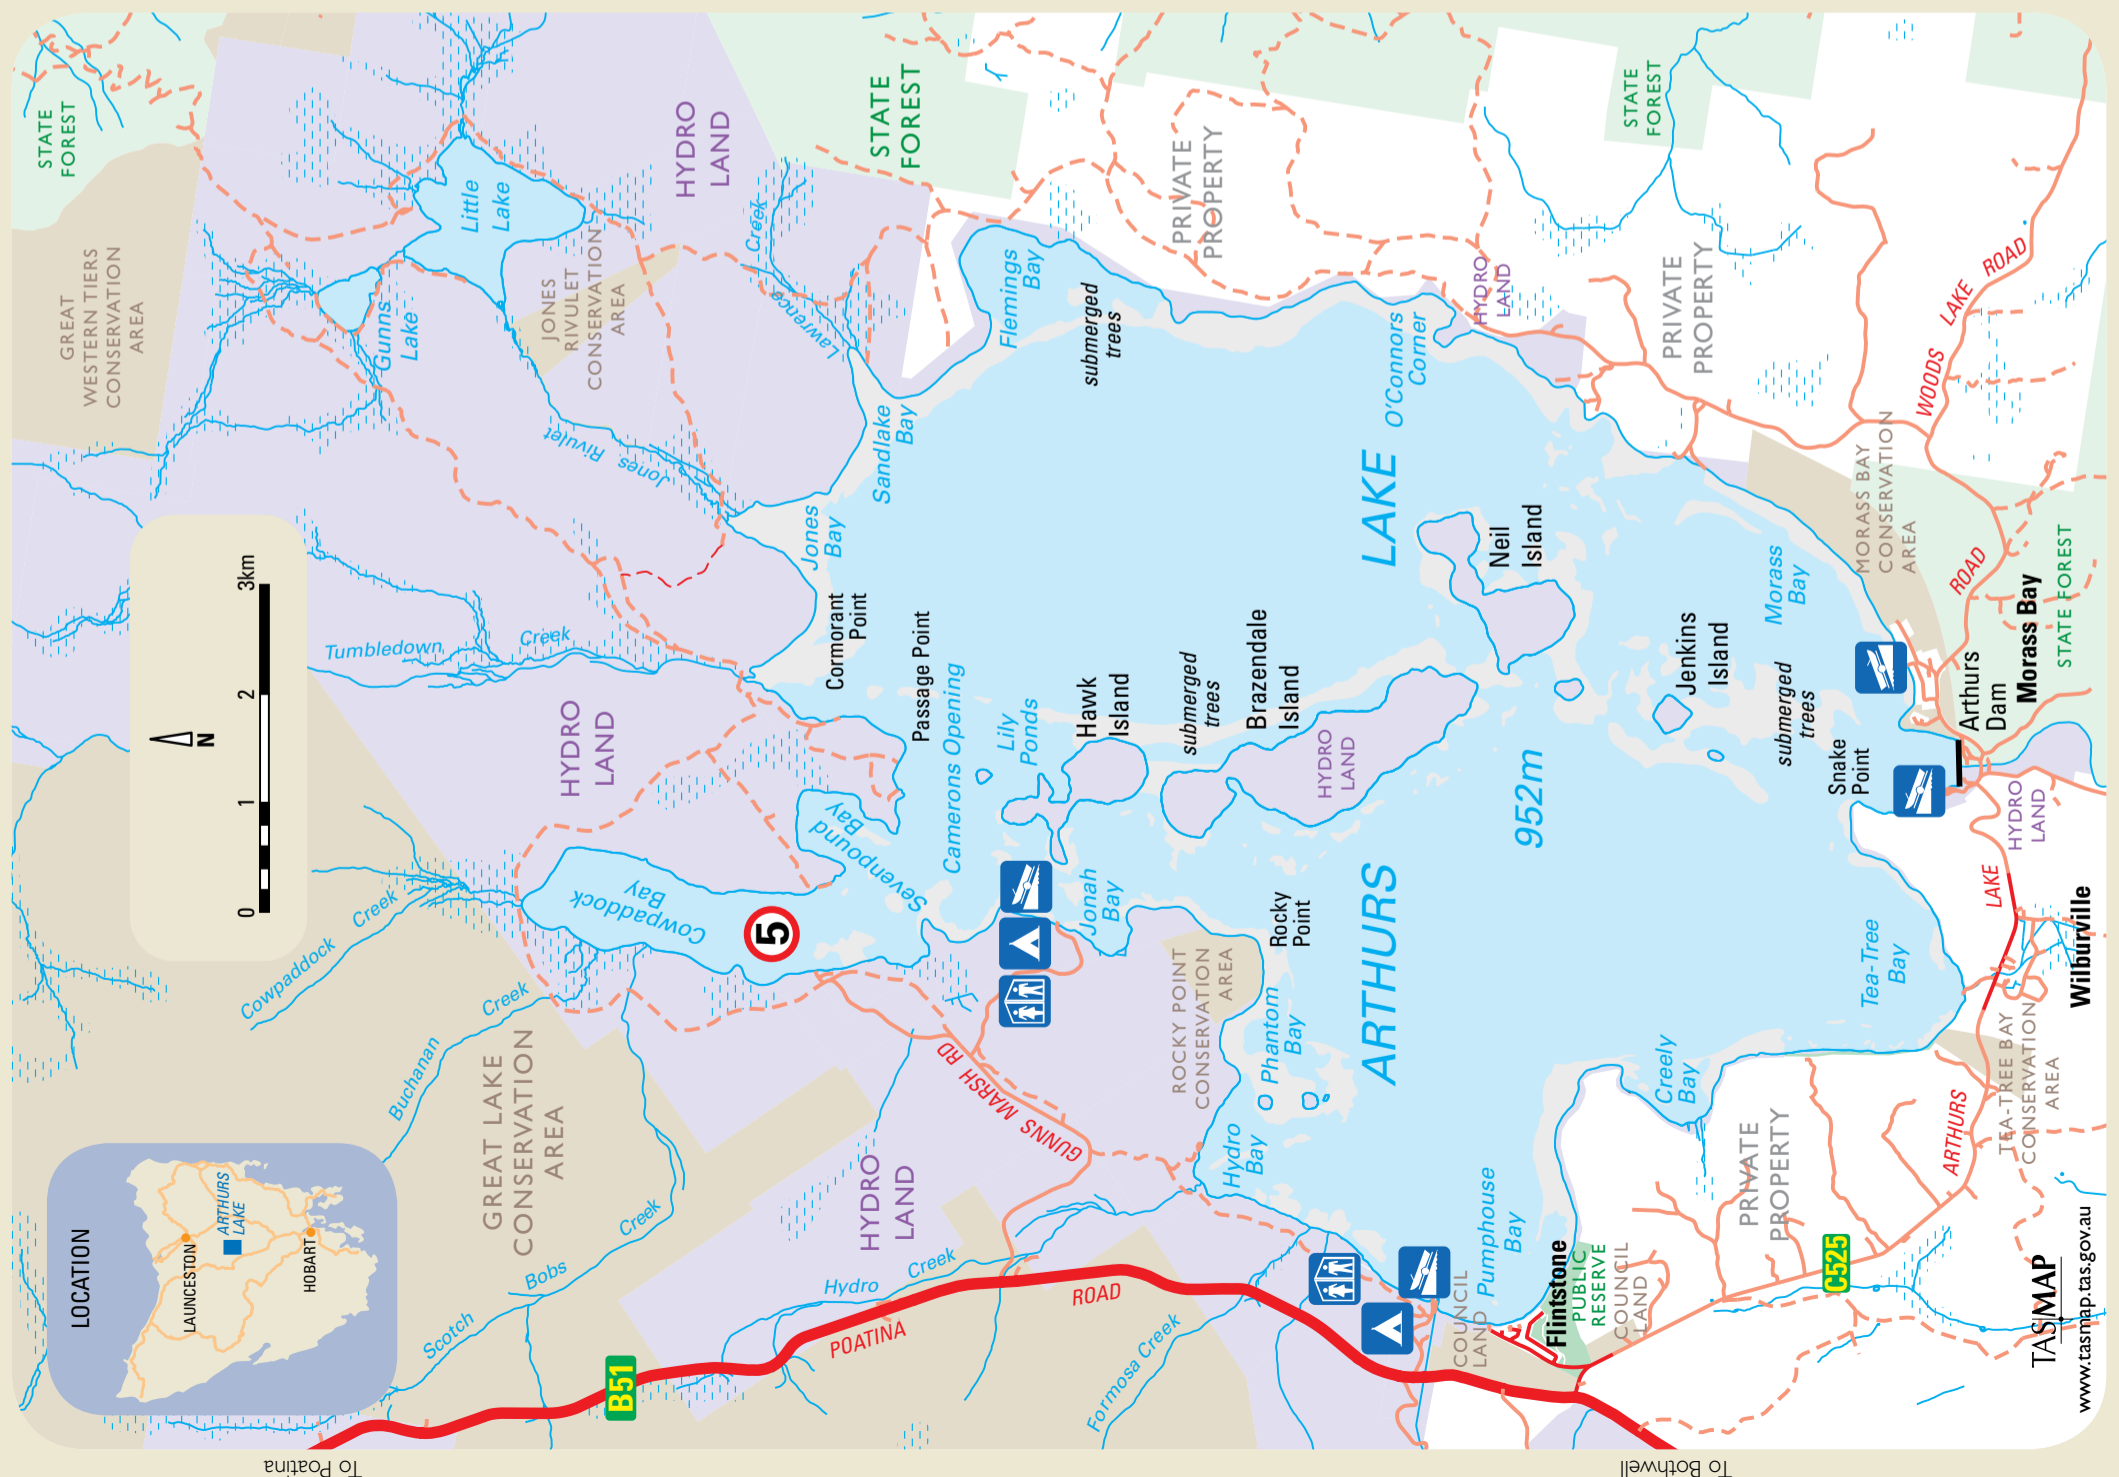 LOCATION
LAUNCESTON
ARTHURS
LAKE
HOBART
To Poatina
B51
POATINA
ROAD
Scotch
Bobs
Creek
Buchanan
Creek
Cowpaddock
Creek
GREAT LAKE
CONSERVATION
AREA
0
1
2
3km
N
GREAT
WESTERN TIERS
CONSERVATION
AREA
STATE
FOREST
Tumbledown
Creek
Gunns
Lake
Little
Lake
JONES
RIVULET
CONSERVATION
AREA
Jones Rivulet
HYDRO
LAND
HYDRO
LAND
HYDRO
LAND
Hydro
Creek
Formosa Creek
GUNNS MARSH RD
Cowpaddock
Bay
5
Sevenpound
Bay
Lawrence
Creek
STATE
FOREST
Jones
Bay
Sandlake
Bay
Cormorant
Point
Passage Point
Camerons Opening
Lily
Ponds
Hawk
Island
Jonah
Bay
Flemings
Bay
submerged
trees
submerged
trees
Brazendale
Island
HYDRO
LAND
ROCKY POINT
CONSERVATION
AREA
Rocky
Point
Phantom
Bay
Hydro
Bay
PRIVATE
PROPERTY
ARTHURS
LAKE
952m
O'Connors
Corner
HYDRO
LAND
Neil
Island
Jenkins
Island
Morass
Bay
submerged
trees
Snake
Point
Pumphouse
Bay
COUNCIL
LAND
Flintstone
PUBLIC
RESERVE
COUNCIL
LAND
Creely
Bay
PRIVATE
PROPERTY
C525
Tea-Tree
Bay
STATE
FOREST
PRIVATE
PROPERTY
WOODS
LAKE
ROAD
MORASS BAY
CONSERVATION
AREA
ROAD
Arthurs
Dam
Morass Bay
STATE FOREST
HYDRO
LAND
LAKE
Wilburville
TEA-TREE BAY
CONSERVATION
AREA
ARTHURS
TASMAP
www.tasmap.tas.gov.au
To Bothwell